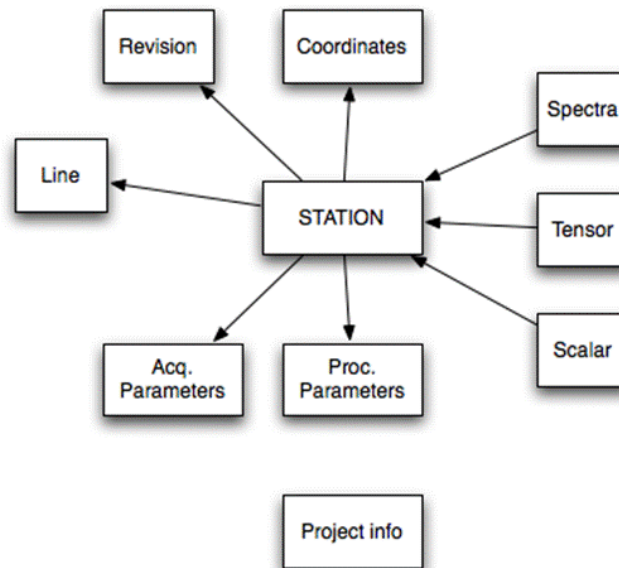 Revision
Coordinates
Spectra
Line
STATION
Tensor
Scalar
Acq.
Parameters
Proc.
Parameters
Project info